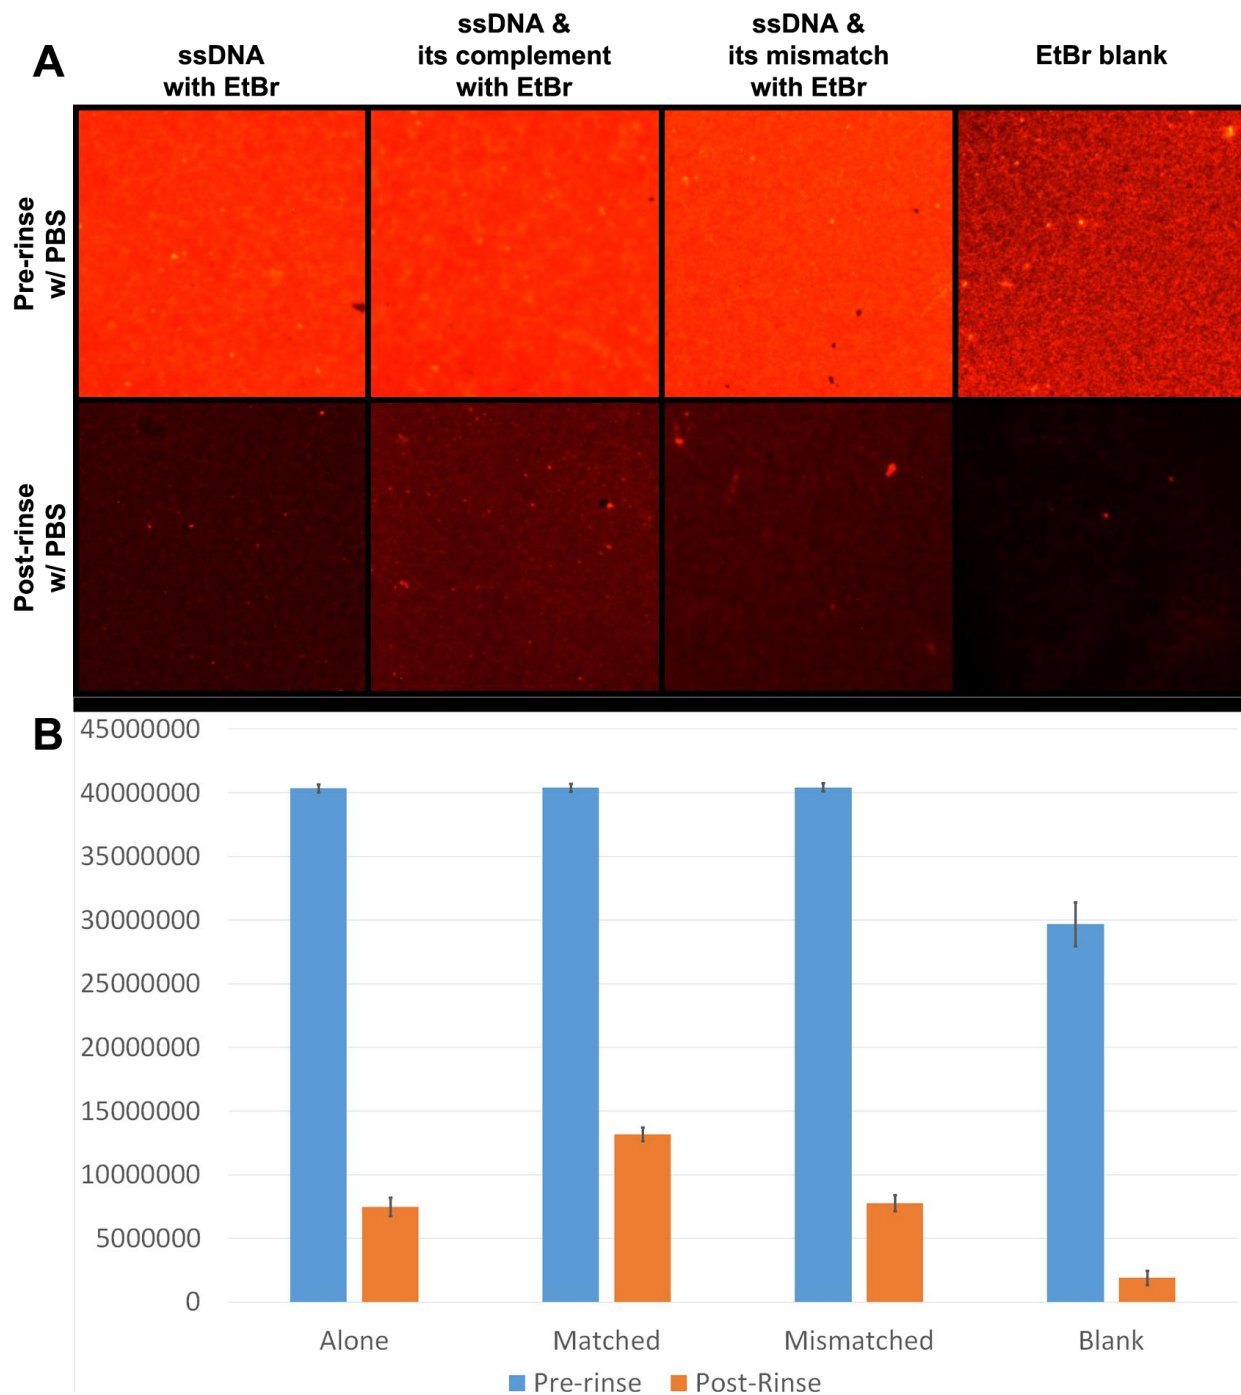 A
ssDNA
with EtBr
ssDNA &
its complement
with EtBr
ssDNA &
its mismatch
with EtBr
EtBr blank
Pre-rinse
w/ PBS
Post-rinse
w/ PBS
B
45000000
40000000
35000000
30000000
25000000
20000000
15000000
10000000
5000000
0
Alone
Matched
Mismatched
Blank
Pre-rinse
Post-Rinse